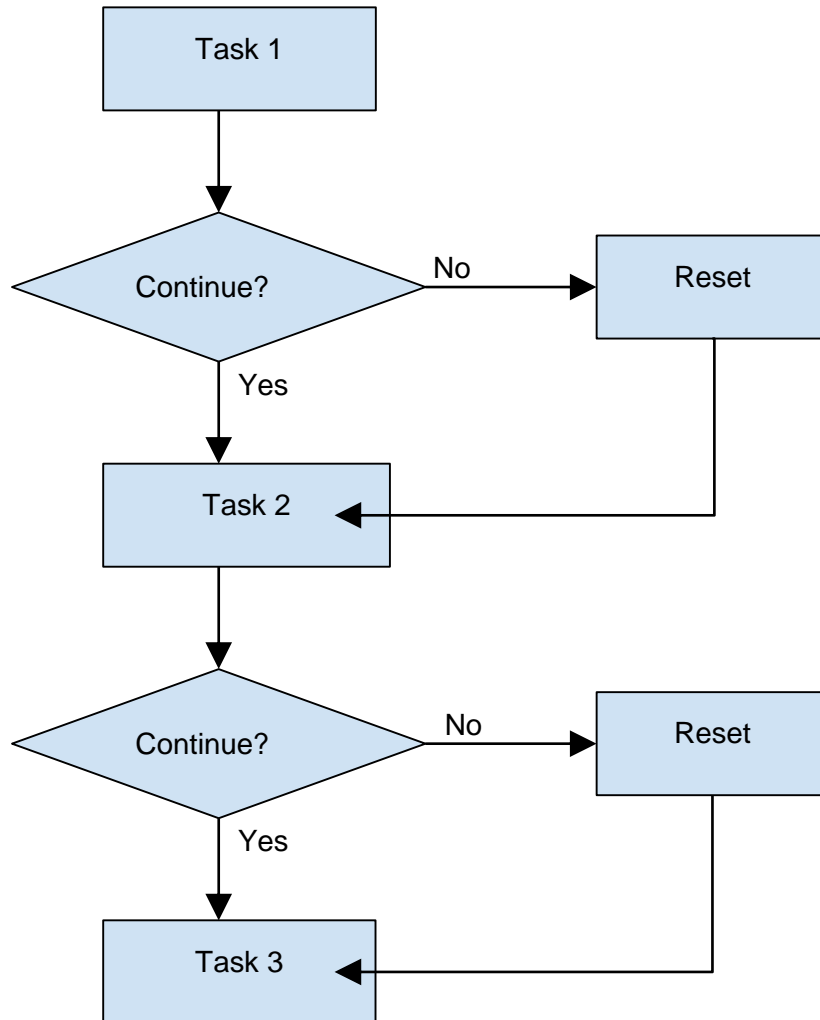 Task 1
Continue?
No
Reset
Yes
Task 2
Continue?
No
Reset
Yes
Task 3